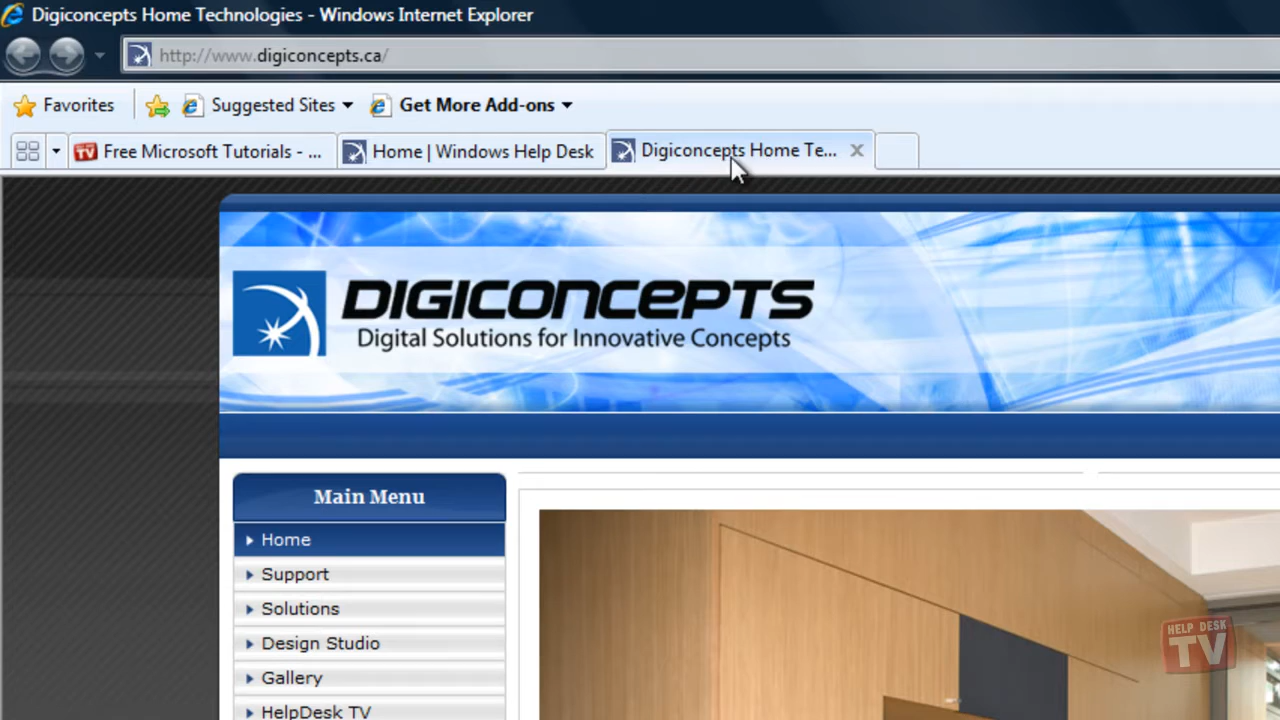 Digiconcepts Home Technologies - Windows Internet Explorer
http://www.digiconcepts.ca/
Favorites Suggested Sites Get More Add-ons
TV Free Microsoft Tutorials - ... Home | Windows Help Desk Digiconcepts Home Te...
DIGICONCEPTS
Digital Solutions for Innovative Concepts
Main Menu
Home
Support
Solutions
Design Studio
Gallery
HelpDesk TV
HELP DESK
TV